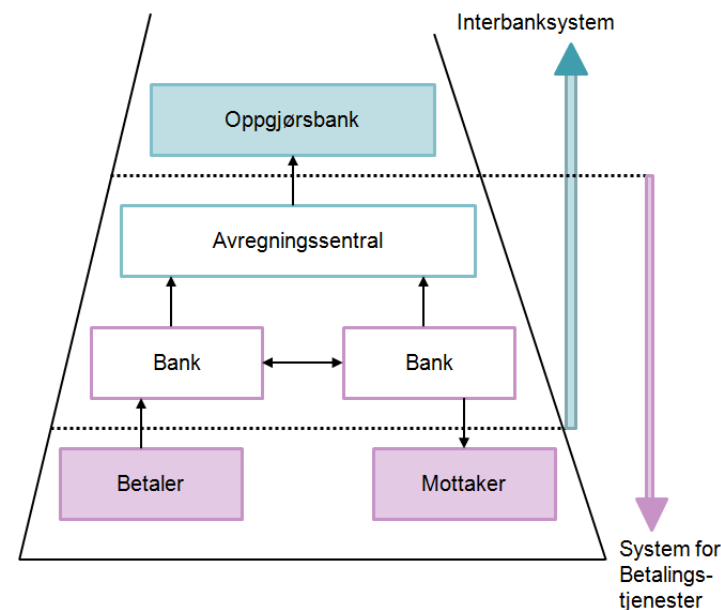 Interbanksystem
Oppgjørsbank
Avregningssentral
Bank
Bank
Betaler
Mottaker
System for
Betalings-
tjenester